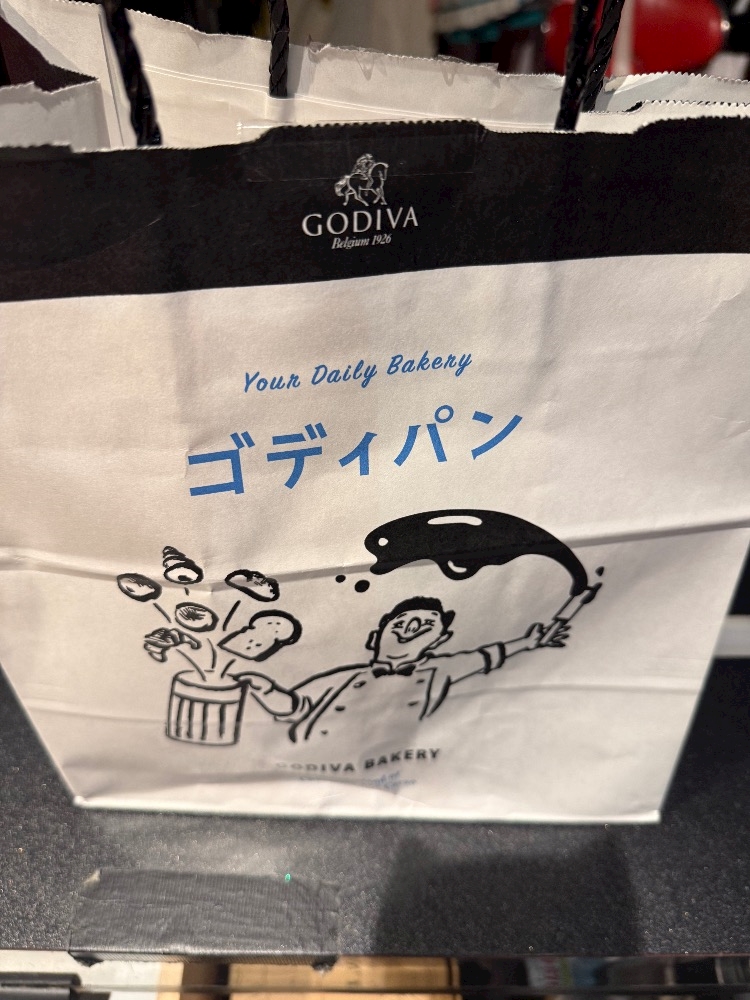 GODIVA
Belgium 1926
Your Daily Bakery
ゴディパン
GODIVA BAKERY